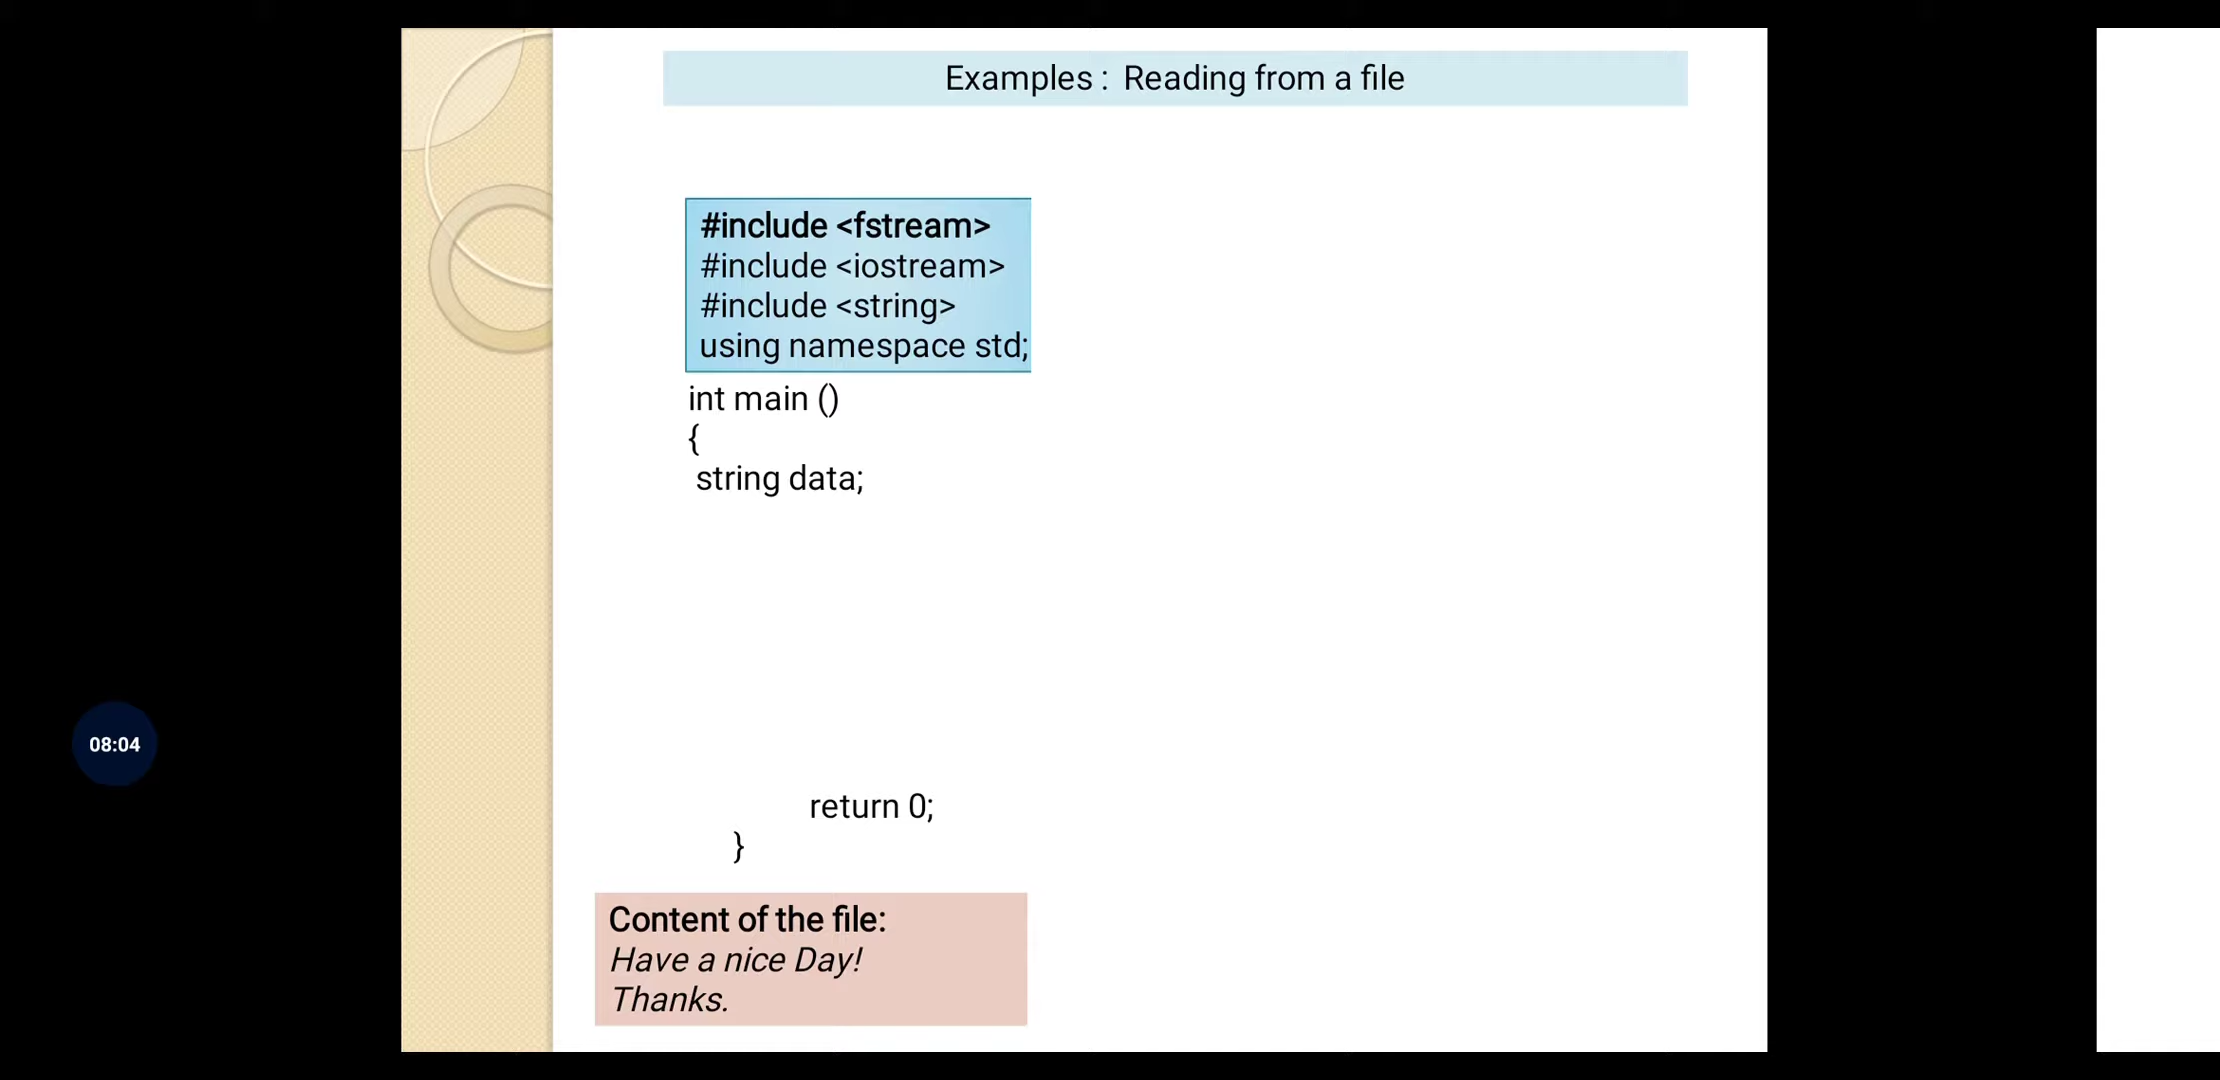 Examples : Reading from a file
#include <fstream>
#include <iostream>
#include <string>
using namespace std;
int main ()
{
string data;
return 0;
}
Content of the file:
Have a nice Day!
Thanks.
08:04